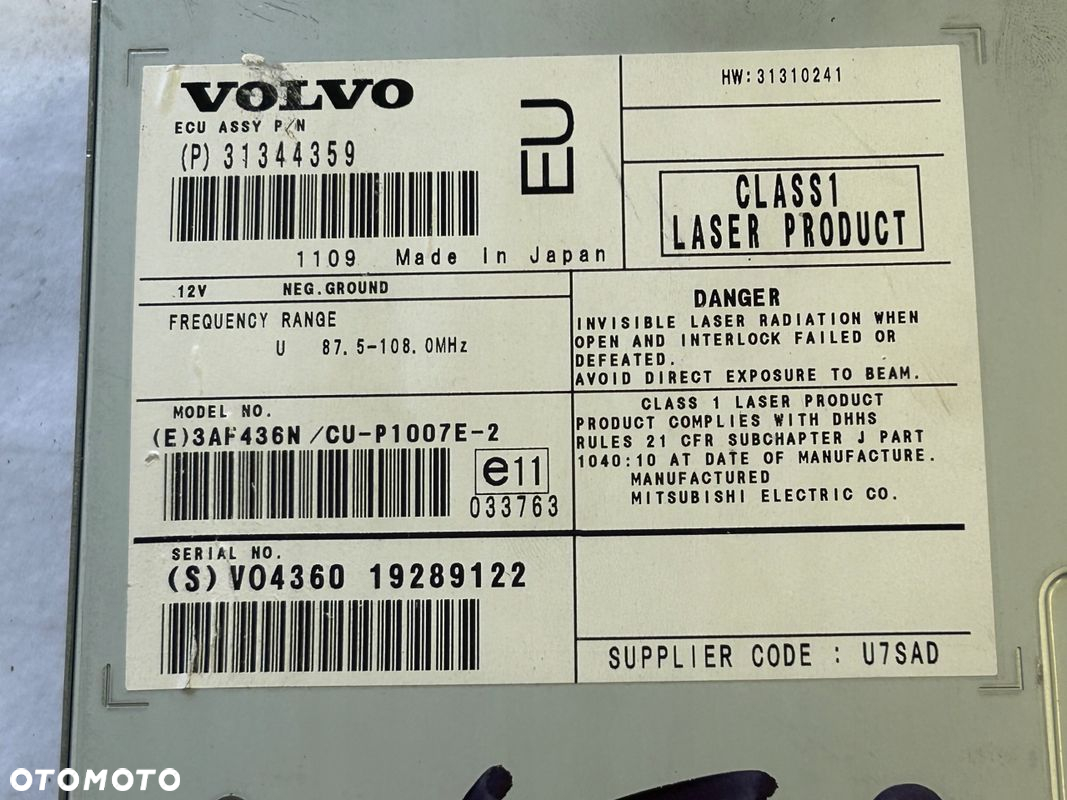 VOLVO
ECU ASSY P/N
(P) 31344359
EU
1109 Made In Japan
HW:31310241
CLASS1
LASER PRODUCT
12V NEG.GROUND
FREQUENCY RANGE
U 87.5-108.0MHz
DANGER
INVISIBLE LASER RADIATION WHEN
OPEN AND INTERLOCK FAILED OR
DEFEATED.
AVOID DIRECT EXPOSURE TO BEAM.
MODEL NO.
(E)3AF436N /CU-P1007E-2
e11
033763
CLASS 1 LASER PRODUCT
PRODUCT COMPLIES WITH DHHS
RULES 21 CFR SUBCHAPTER J PART
1040:10 AT DATE OF MANUFACTURE.
MANUFACTURED
MITSUBISHI ELECTRIC CO.
SERIAL NO.
(S) VO4360 19289122
SUPPLIER CODE : U7SAD
OTOMOTO